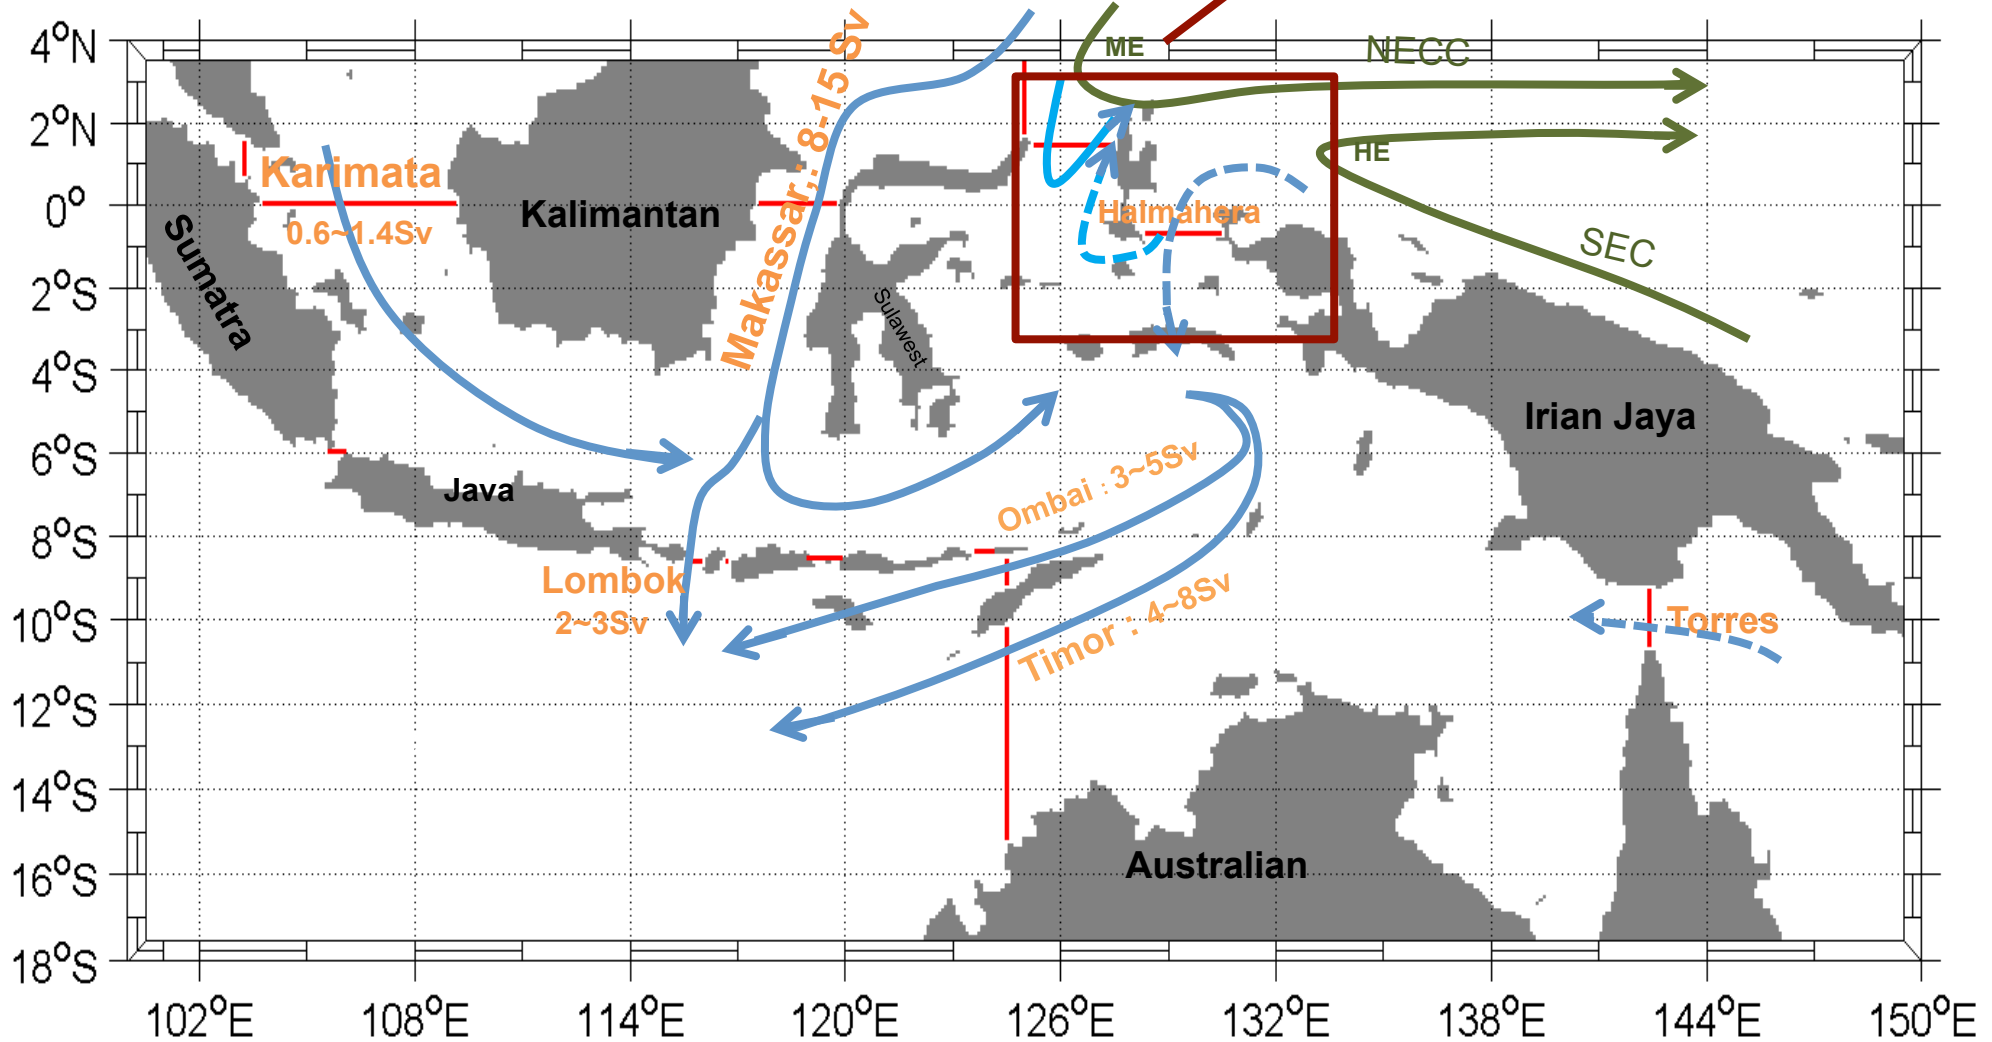 4°N
2°N
0°
2°S
4°S
6°S
8°S
10°S
12°S
14°S
16°S
18°S
102°E
108°E
114°E
120°E
126°E
132°E
138°E
144°E
150°E
ME
NECC
HE
SEC
Karimata
0.6~1.4Sv
Kalimantan
Sumatra
Makassar,: 8-15 Sv
Sulawest
Halmahera
Irian Jaya
Java
Ombai : 3~5Sv
Lombok
2~3Sv
Timor : 4~8Sv
Torres
Australian